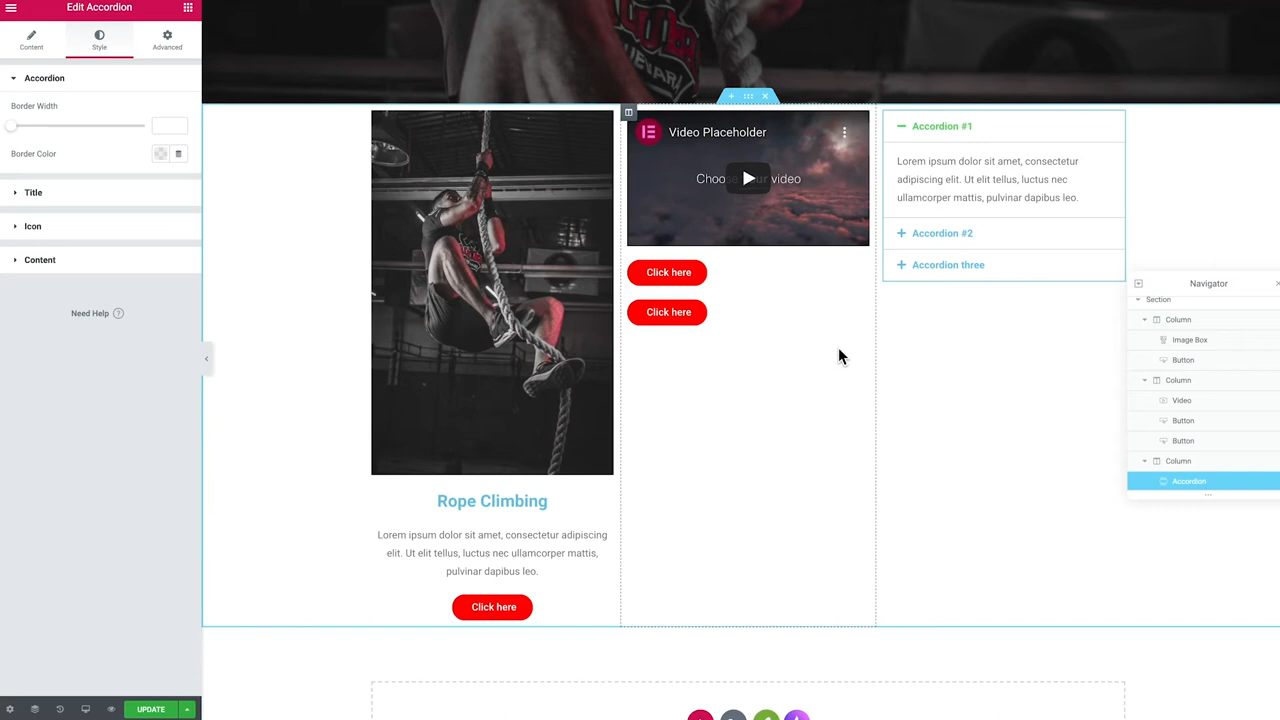 Edit Accordion
Content
Style
Advanced
Accordion
Border Width
Border Color
Title
Icon
Content
Need Help
UPDATE
Video Placeholder
Choose your video
Click here
Click here
Rope Climbing
Lorem ipsum dolor sit amet, consectetur adipiscing
elit. Ut elit tellus, luctus nec ullamcorper mattis,
pulvinar dapibus leo.
Click here
Accordion #1
Lorem ipsum dolor sit amet, consectetur
adipiscing elit. Ut elit tellus, luctus nec
ullamcorper mattis, pulvinar dapibus leo.
Accordion #2
Accordion three
Navigator
Section
Column
Image Box
Button
Column
Video
Button
Button
Column
Accordion